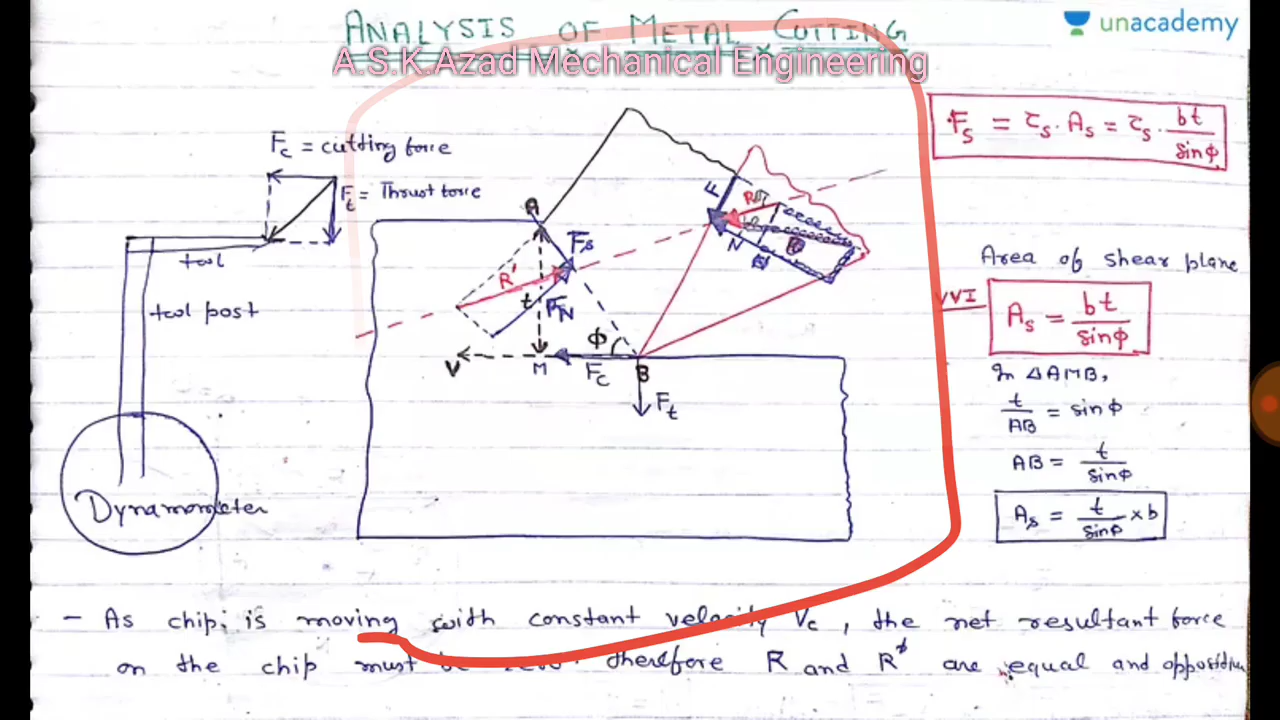 ANALYSIS OF METAL CUTTING
unacademy
A.S.K.Azad Mechanical Engineering
Fs = τs. As = τs. bt/sinφ
Fc = cutting force
Ft = Thrust force
tool
tool post
Dynamometer
A
Fs
R'
t
FN
V
M
Fc
φ
B
Ft
F
R
N
Area of shear plane
VVI
As = bt/sinφ
In ΔAMB,
t/AB = sinφ
AB = t/sinφ
As = t/sinφ × b
- As chip is moving with constant velocity Vc, the net resultant force
on the chip must be zero. therefore R and R' are equal and